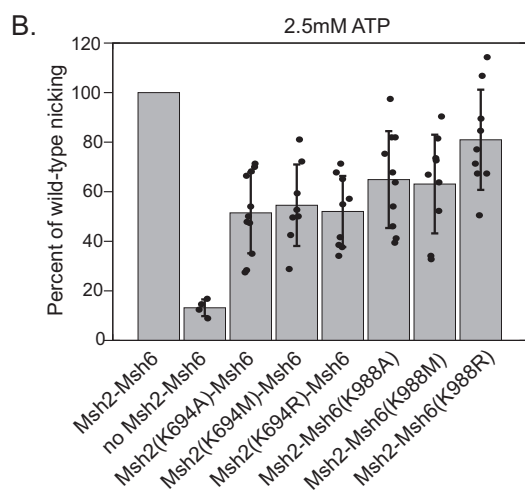 B.
2.5mM ATP
Percent of wild-type nicking
120
100
80
60
40
20
0
Msh2-Msh6
no Msh2-Msh6
Msh2(K694A)-Msh6
Msh2(K694M)-Msh6
Msh2(K694R)-Msh6
Msh2-Msh6(K988A)
Msh2-Msh6(K988M)
Msh2-Msh6(K988R)